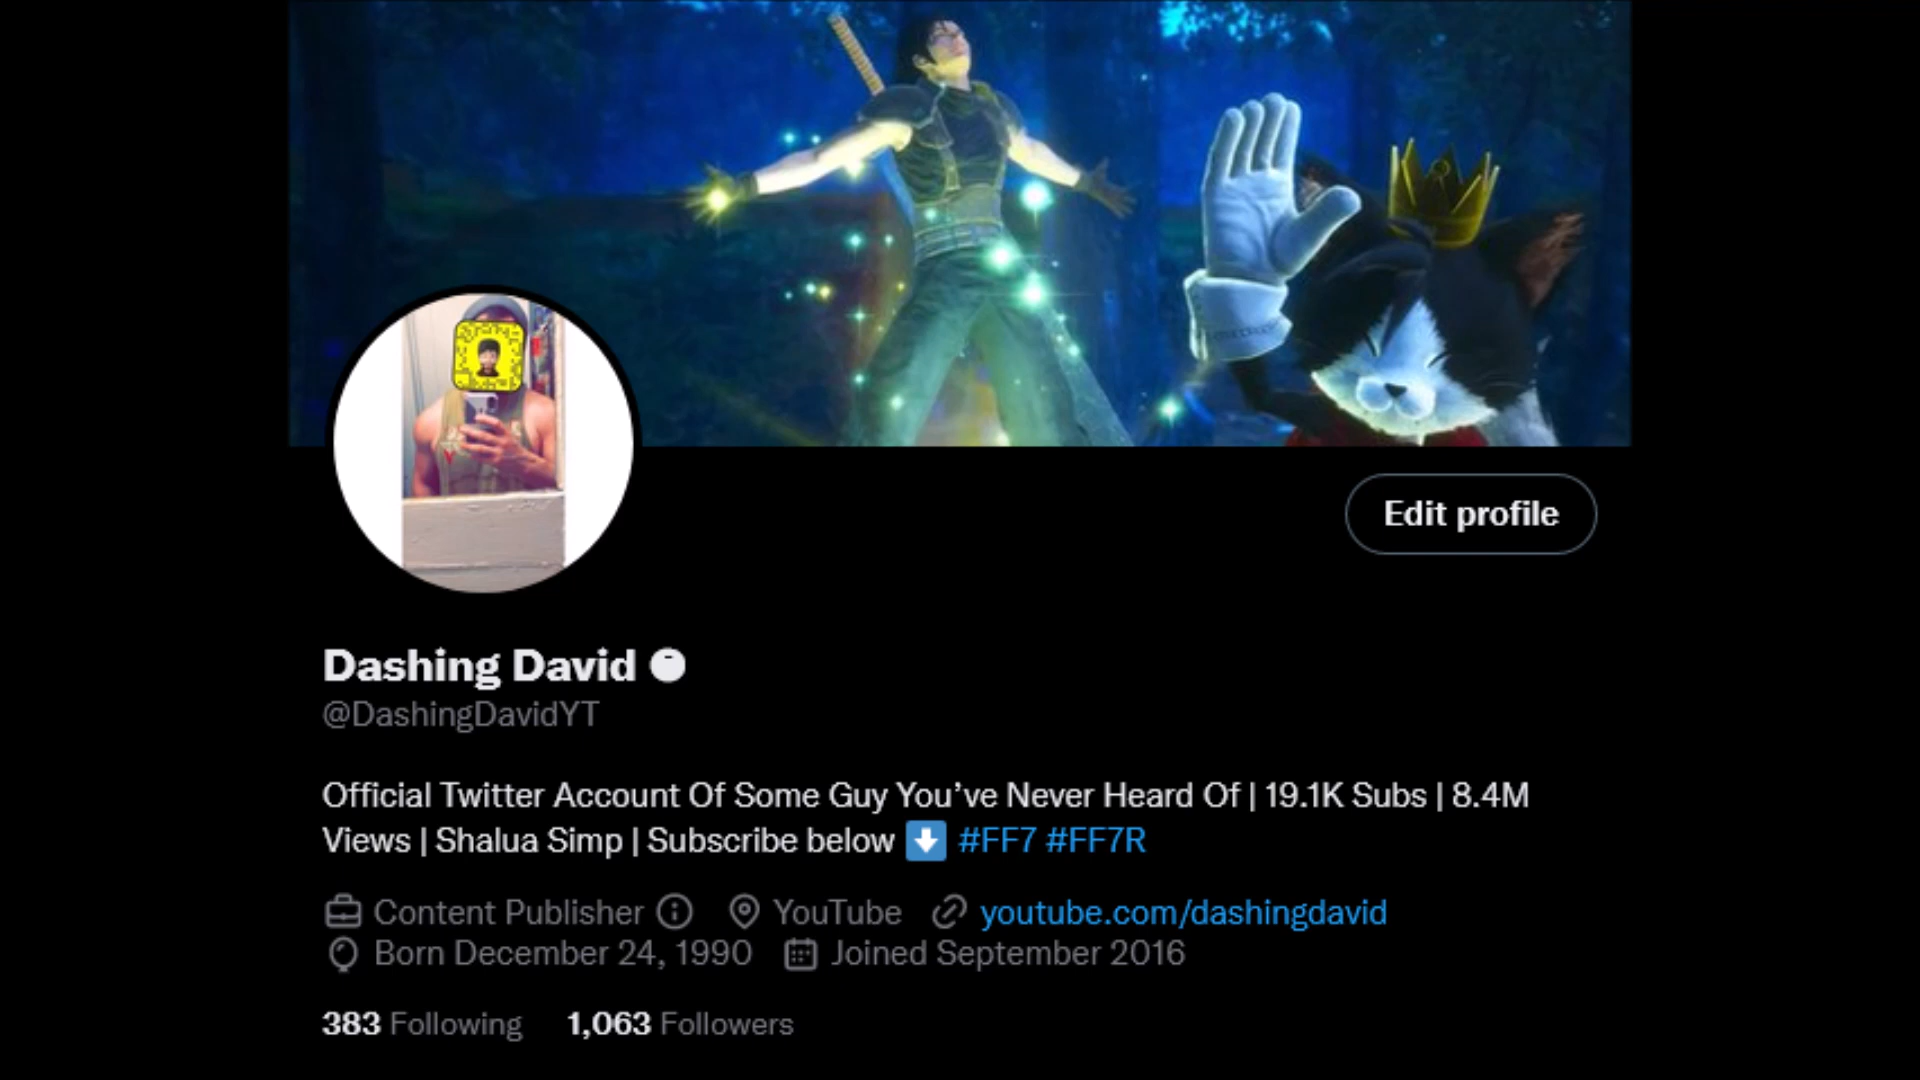 Edit profile
Dashing David
@DashingDavidYT
Official Twitter Account Of Some Guy You’ve Never Heard Of | 19.1K Subs | 8.4M
Views | Shalua Simp | Subscribe below ⬇️ #FF7 #FF7R
Content Publisher YouTube youtube.com/dashingdavid
Born December 24, 1990 Joined September 2016
383 Following 1,063 Followers